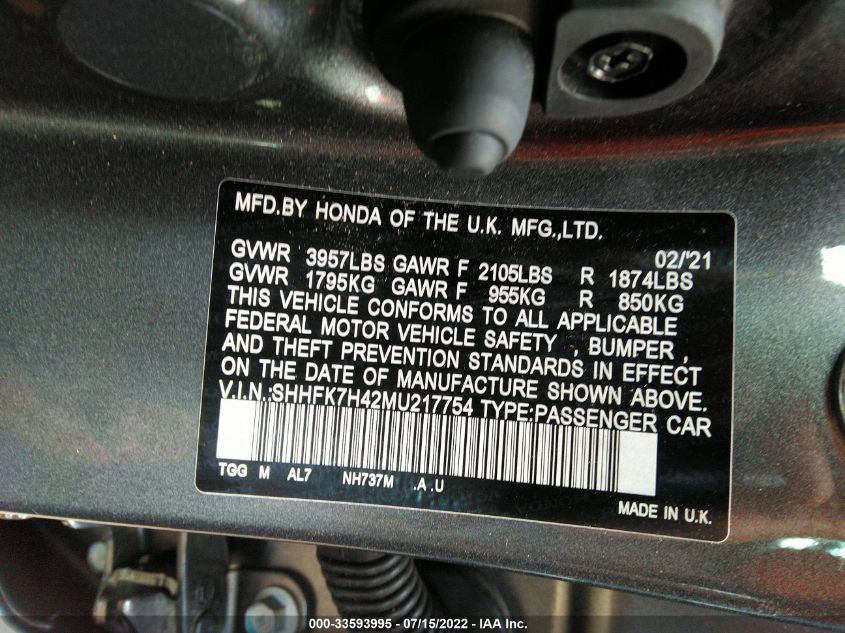 MFD.BY HONDA OF THE U.K. MFG.,LTD.
02/'21
GVWR 3957LBS GAWR F 2105LBS R 1874LBS
GVWR 1795KG GAWR F 955KG R 850KG
THIS VEHICLE CONFORMS TO ALL APPLICABLE
FEDERAL MOTOR VEHICLE SAFETY , BUMPER ,
AND THEFT PREVENTION STANDARDS IN EFFECT
ON THE DATE OF MANUFACTURE SHOWN ABOVE.
V.I.N.:SHHFK7H42MU217754 TYPE:PASSENGER CAR
TGG M AL7 NH737M .A .U
MADE IN U.K.
000-33593995 - 07/15/2022 - IAA Inc.